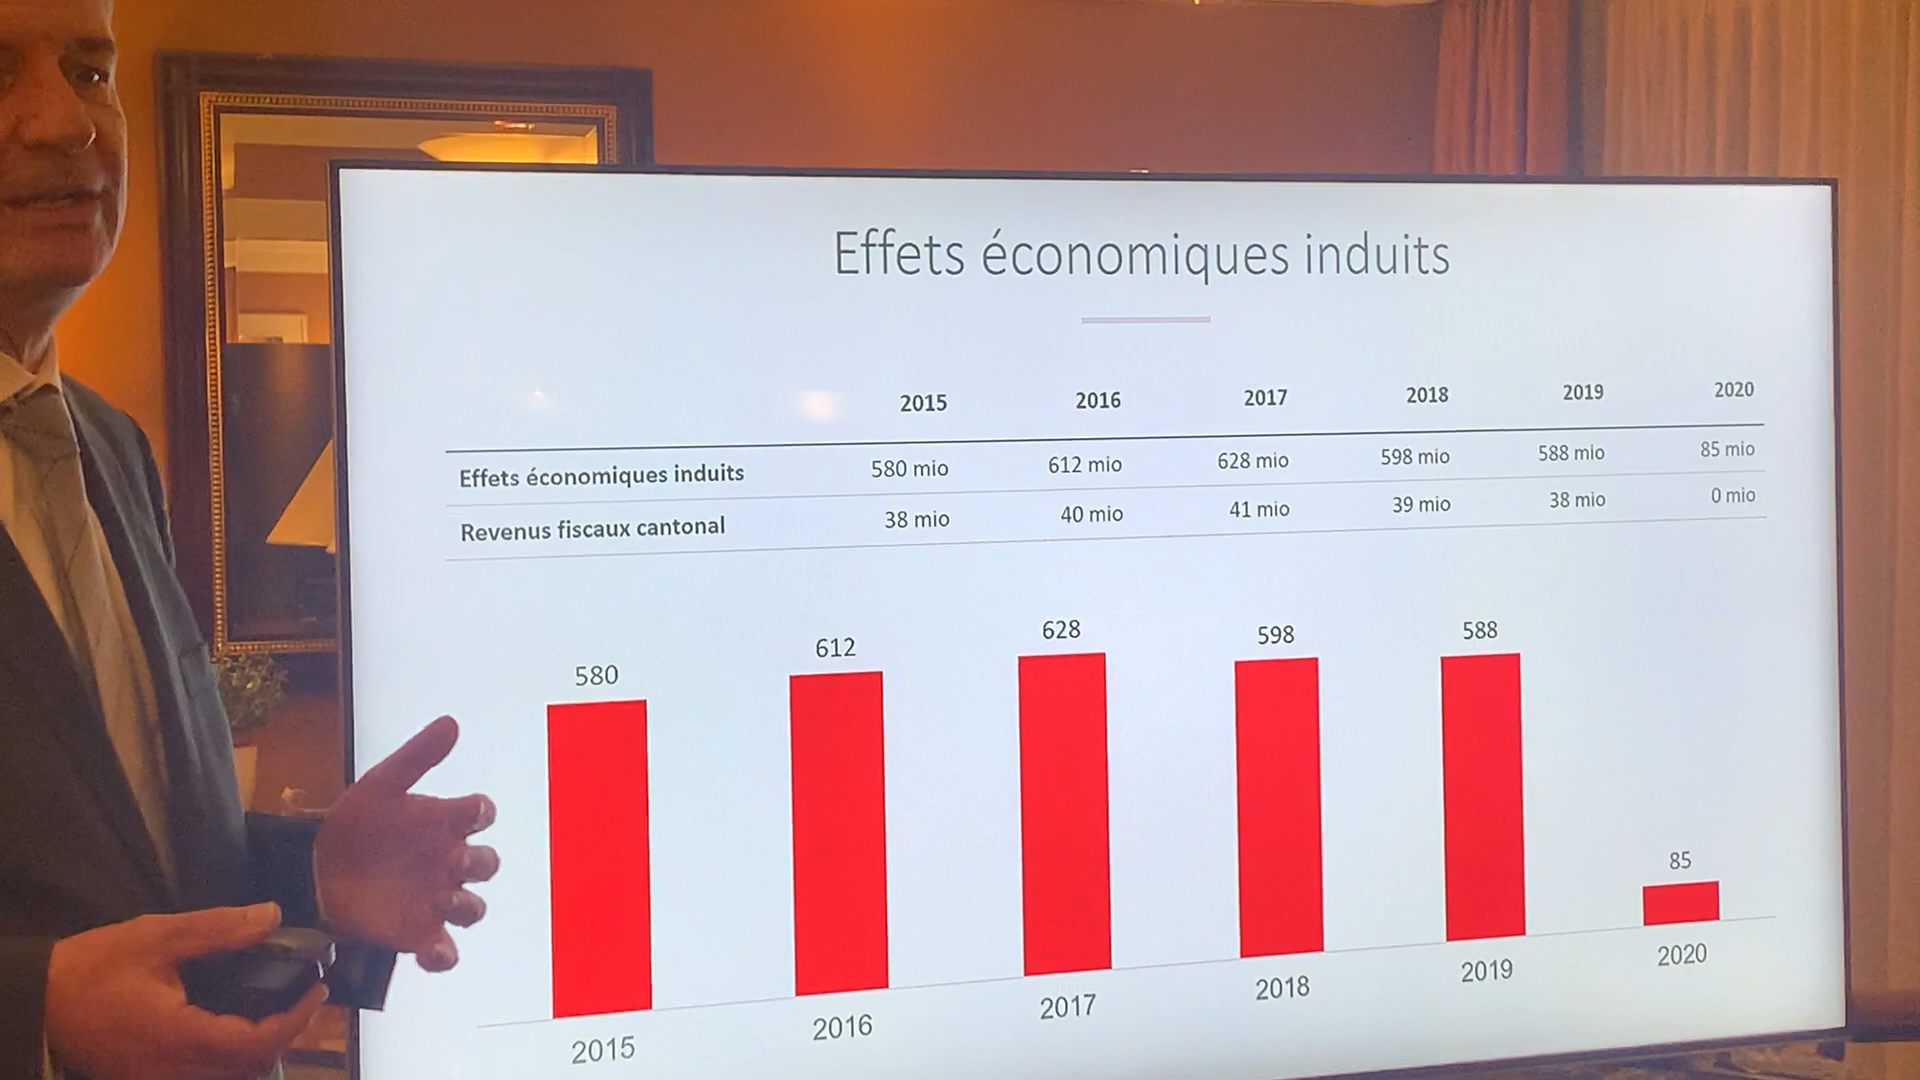 Effets économiques induits
2015 2016 2017 2018 2019 2020
Effets économiques induits 580 mio 612 mio 628 mio 598 mio 588 mio 85 mio
Revenus fiscaux cantonal 38 mio 40 mio 41 mio 39 mio 38 mio 0 mio
580 612 628 598 588 85
2015 2016 2017 2018 2019 2020